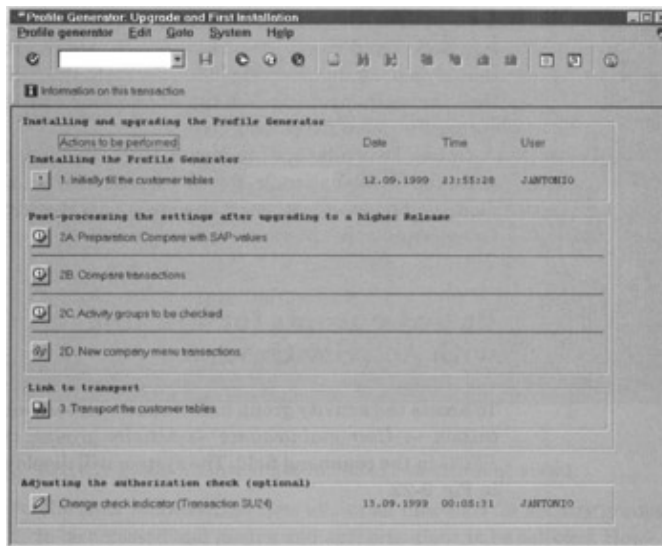 Profile Generator: Upgrade and First Installation
Profile generator Edit Goto System Help
Information on this transaction
Installing and upgrading the Profile Generator
Actions to be performed Date Time User
Installing the Profile Generator
1. Initially fill the customer tables 12.09.1999 23:55:28 JANTONIO
Post-processing the settings after upgrading to a higher Release
2A. Preparation: Compare with SAP values
2B. Compare transactions
2C. Activity groups to be checked
2D. New company menu transactions
Link to transport
3. Transport the customer tables
Adjusting the authorization check (optional)
Change check indicator (Transaction SU24) 13.09.1999 00:05:31 JANTONIO